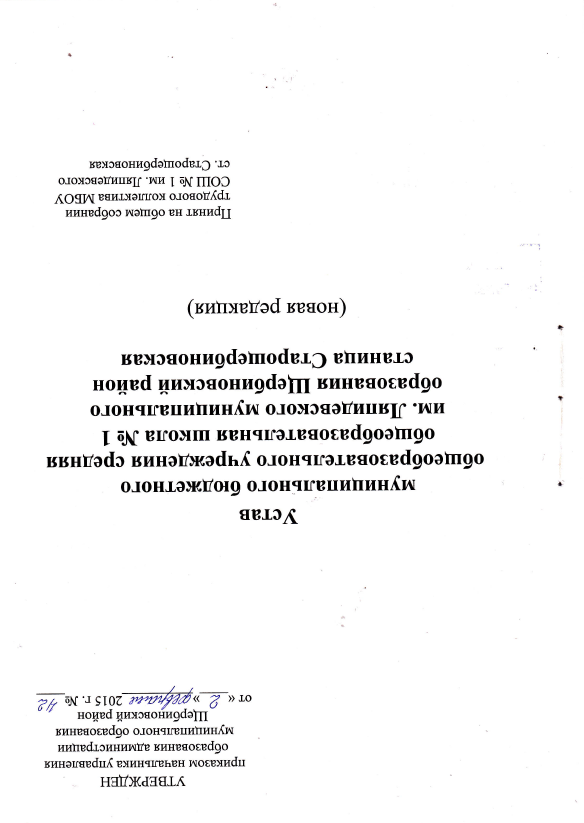 УТВЕРЖДЕН
приказом начальника управления
образования администрации
муниципального образования
Щербиновский район
от « 2 » февраля 2015 г. № 42
Устав
муниципального бюджетного
общеобразовательного учреждения средняя
общеобразовательная школа № 1
им. Ляпидевского муниципального
образования Щербиновский район
станица Старощербиновская
(новая редакция)
Принят на общем собрании
трудового коллектива МБОУ
СОШ № 1 им. Ляпидевского
ст. Старощербиновская